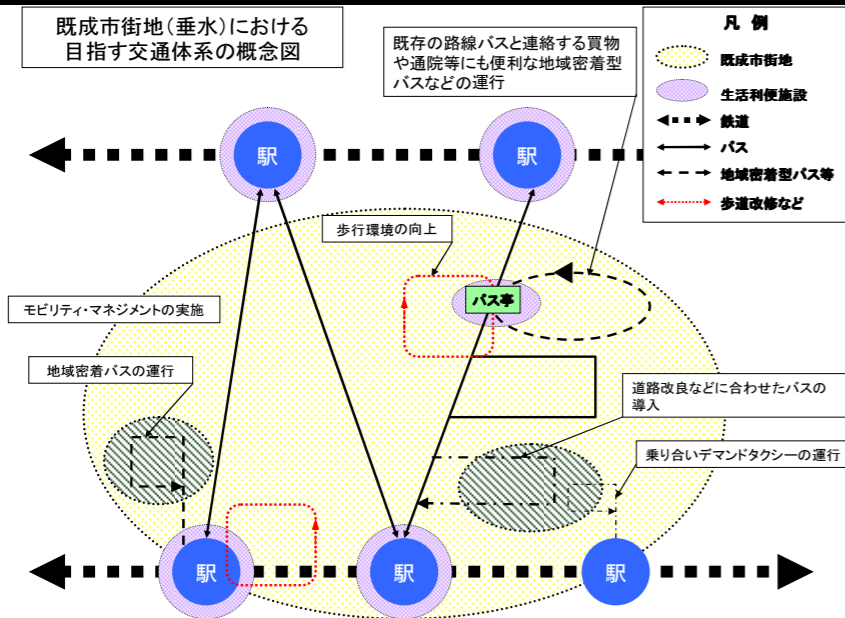 既成市街地(垂水)における
目指す交通体系の概念図
既存の路線バスと連絡する買物
や通院等にも便利な地域密着型
バスなどの運行
凡 例
既成市街地
生活利便施設
鉄道
バス
地域密着型バス等
歩道改修など
駅
駅
歩行環境の向上
バス亭
モビリティ・マネジメントの実施
地域密着バスの運行
道路改良などに合わせたバスの
導入
乗り合いデマンドタクシーの運行
駅
駅
駅